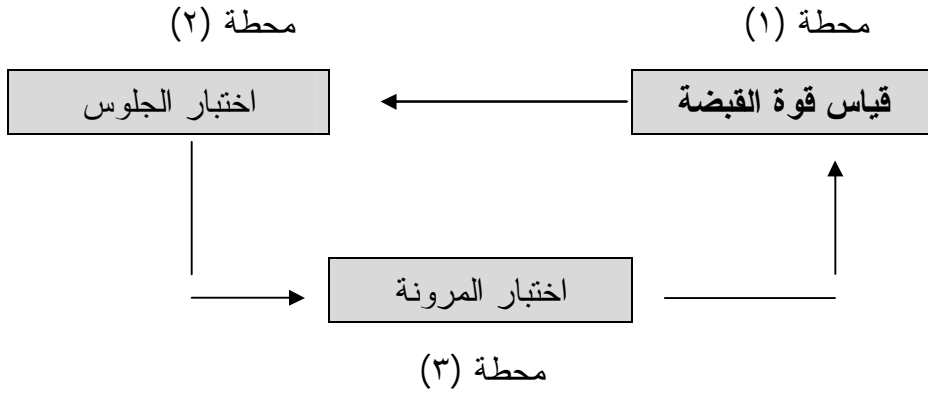 محطة (١)
محطة (٢)
قياس قوة القبضة
اختبار الجلوس
اختبار المرونة
محطة (٣)